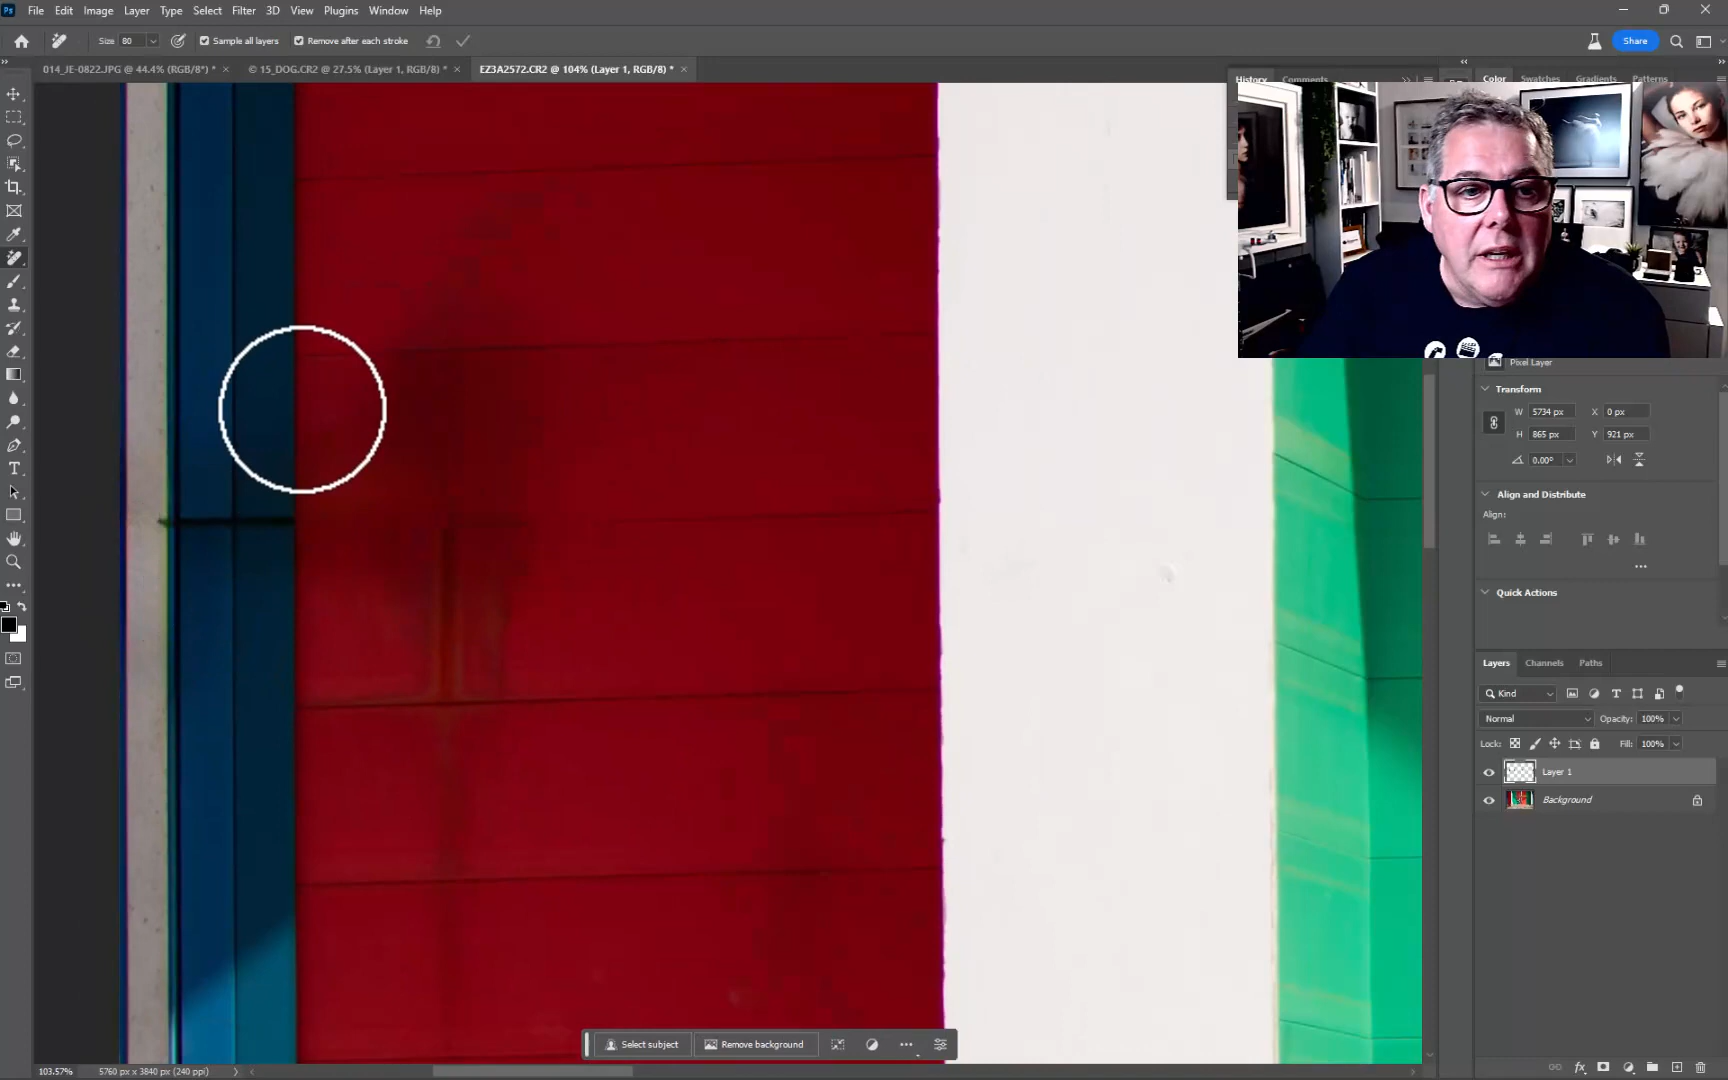 Ps File Edit Image Layer Type Select Filter 3D View Plugins Window Help
Size 80 Sample all layers Remove after each stroke Share
014_JE-0822.JPG @ 44.4% (RGB/8*) * × © 15_DOG.CR2 @ 27.5% (Layer 1, RGB/8) * × EZ3A2572.CR2 @ 104% (Layer 1, RGB/8) * ×
History Comments
Color Swatches Gradients Patterns
Pixel Layer
Transform
W 5734 px X 0 px
H 865 px Y 921 px
0.00°
Align and Distribute
Align:
Quick Actions
Layers Channels Paths
Kind
Normal Opacity: 100%
Lock: Fill: 100%
Layer 1
Background
Select subject Remove background
103.57% 5760 px x 3840 px (240 ppi)